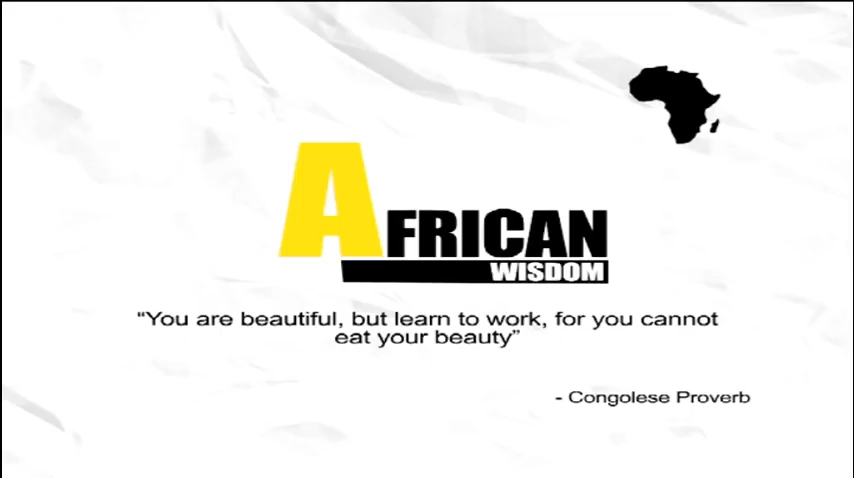 AFRICAN
WISDOM
“You are beautiful, but learn to work, for you cannot
eat your beauty”
- Congolese Proverb